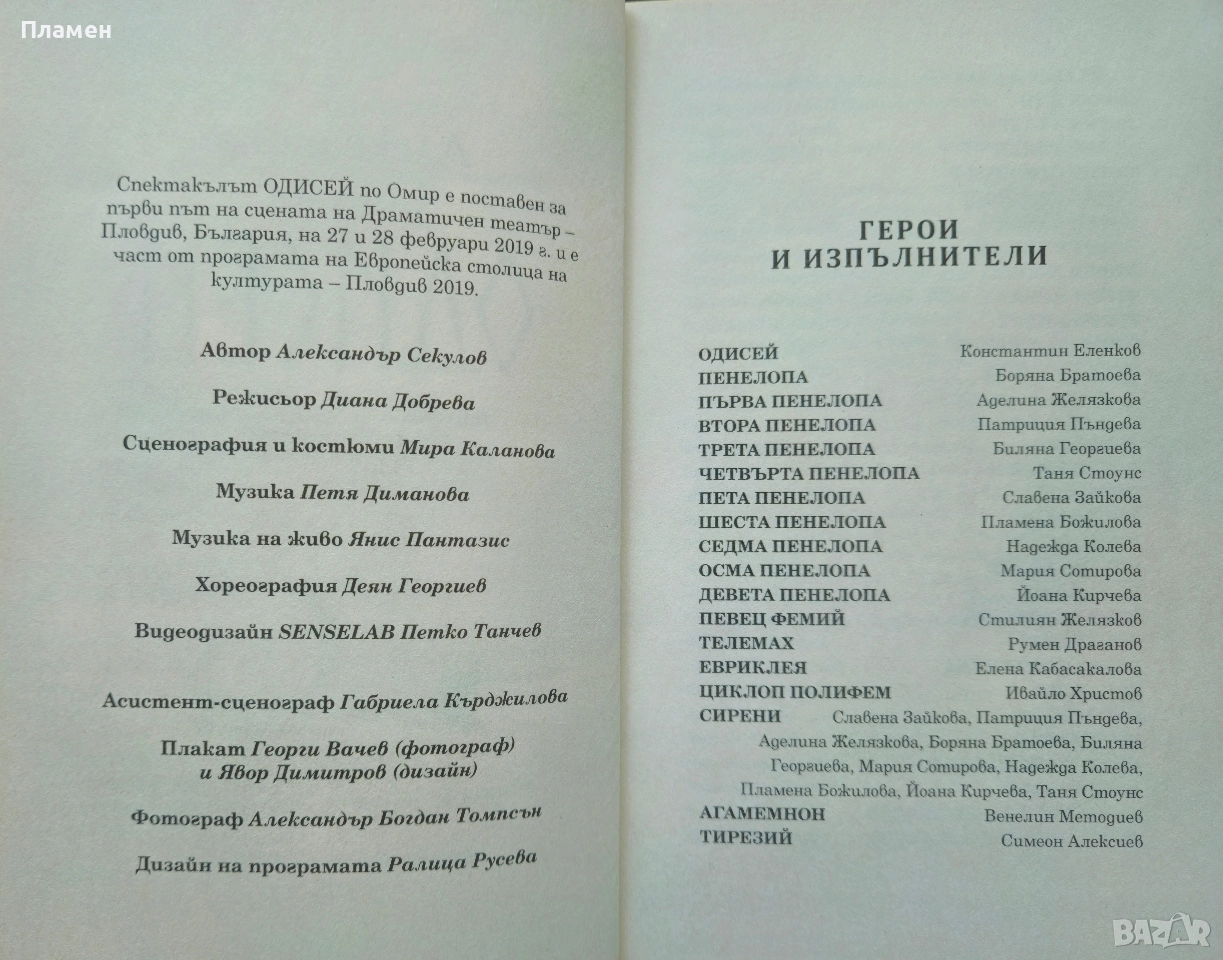 Пламен
Спектакълът ОДИСЕЙ по Омир е поставен за
първи път на сцената на Драматичен театър –
Пловдив, България, на 27 и 28 февруари 2019 г. и е
част от програмата на Европейска столица на
културата – Пловдив 2019.
Автор Александър Секулов
Режисьор Диана Добрева
Сценография и костюми Мира Каланова
Музика Петя Диманова
Музика на живо Янис Пантазис
Хореография Деян Георгиев
Видеодизайн SENSELAB Петко Танчев
Асистент-сценограф Габриела Кърджилова
Плакат Георги Вачев (фотограф)
и Явор Димитров (дизайн)
Фотограф Александър Богдан Томпсън
Дизайн на програмата Ралица Русева
ГЕРОИ
И ИЗПЪЛНИТЕЛИ
ОДИСЕЙ Константин Еленков
ПЕНЕЛОПА Боряна Братоева
ПЪРВА ПЕНЕЛОПА Аделина Желязкова
ВТОРА ПЕНЕЛОПА Патриция Пъндева
ТРЕТА ПЕНЕЛОПА Биляна Георгиева
ЧЕТВЪРТА ПЕНЕЛОПА Таня Стоунс
ПЕТА ПЕНЕЛОПА Славена Зайкова
ШЕСТА ПЕНЕЛОПА Пламена Божилова
СЕДМА ПЕНЕЛОПА Надежда Колева
ОСМА ПЕНЕЛОПА Мария Сотирова
ДЕВЕТА ПЕНЕЛОПА Йоана Кирчева
ПЕВЕЦ ФЕМИЙ Стилиян Желязков
ТЕЛЕМАХ Румен Драганов
ЕВРИКЛЕЯ Елена Кабасакалова
ЦИКЛОП ПОЛИФЕМ Ивайло Христов
СИРЕНИ Славена Зайкова, Патриция Пъндева,
Аделина Желязкова, Боряна Братоева, Биляна
Георгиева, Мария Сотирова, Надежда Колева,
Пламена Божилова, Йоана Кирчева, Таня Стоунс
АГАМЕМНОН Венелин Методиев
ТИРЕЗИЙ Симеон Алексиев
BAZAR